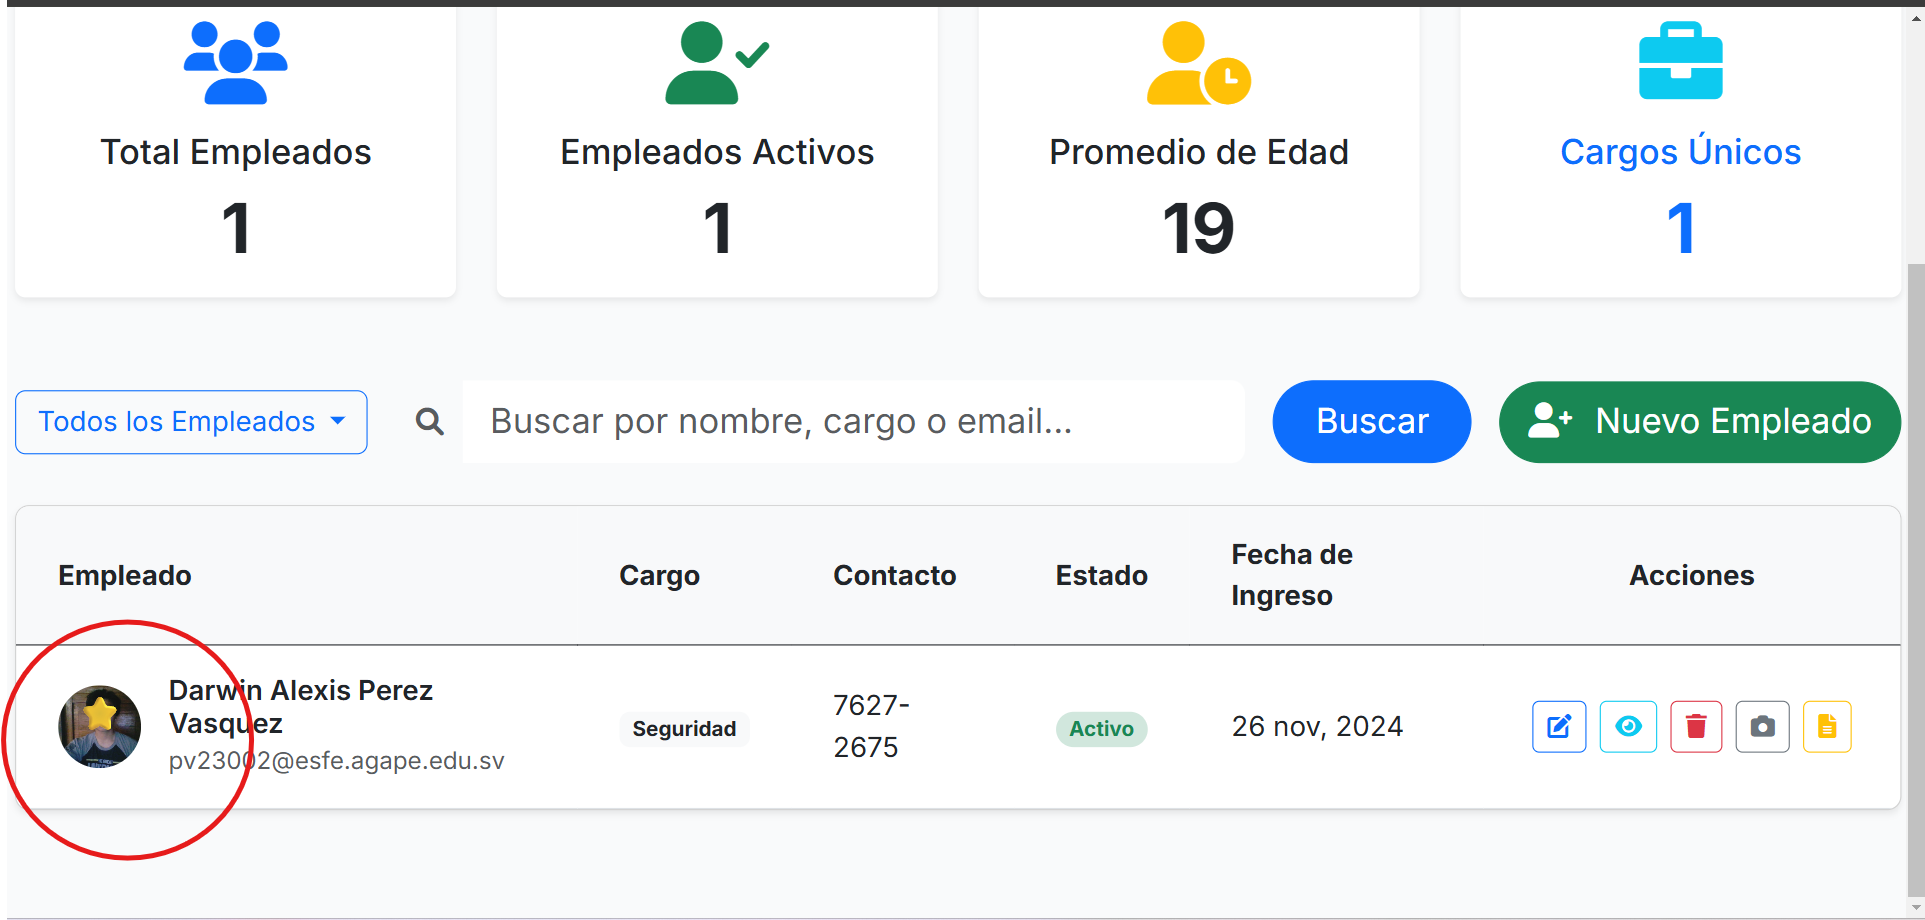 Total Empleados
1
Empleados Activos
1
Promedio de Edad
19
Cargos Únicos
1
Todos los Empleados
Buscar por nombre, cargo o email...
Buscar
Nuevo Empleado
Empleado
Cargo
Contacto
Estado
Fecha de
Ingreso
Acciones
Darwin Alexis Perez
Vasquez
pv23002@esfe.agape.edu.sv
Seguridad
7627-
2675
Activo
26 nov, 2024